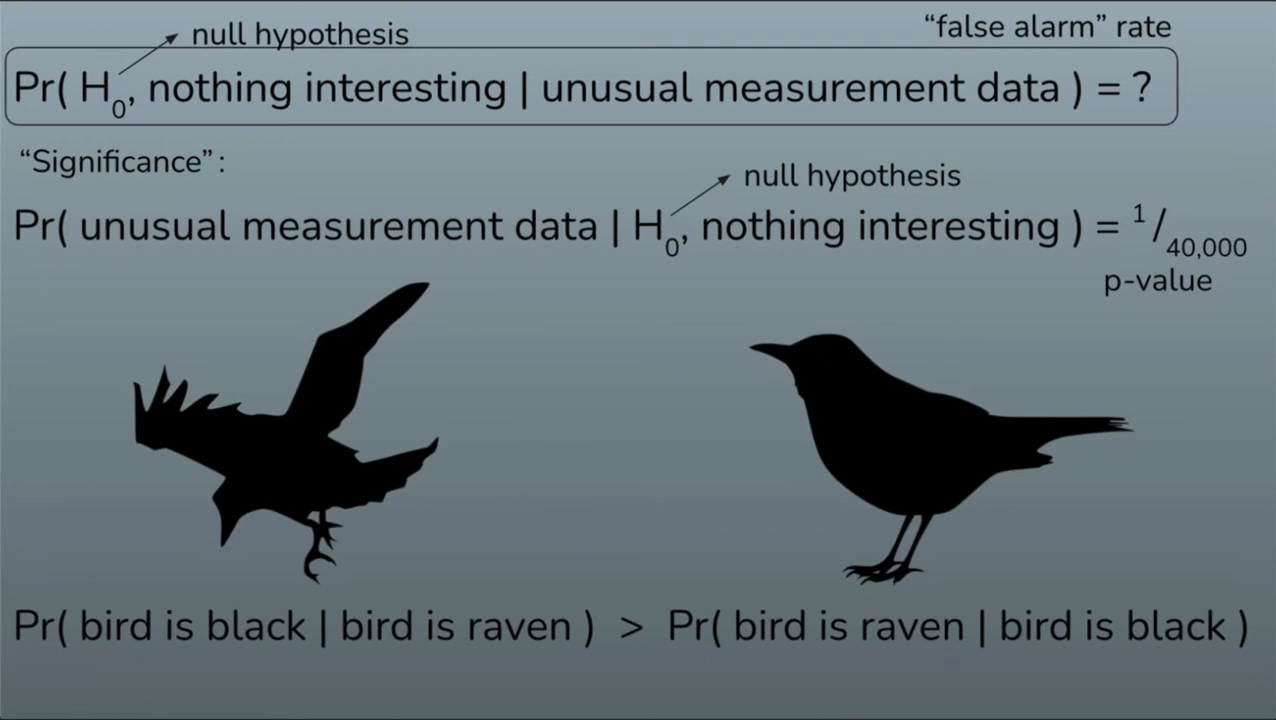 null hypothesis
“false alarm” rate
Pr( H₀, nothing interesting | unusual measurement data ) = ?
“Significance” :
null hypothesis
Pr( unusual measurement data | H₀, nothing interesting ) = ¹/₄₀,₀₀₀
p-value
Pr( bird is black | bird is raven ) > Pr( bird is raven | bird is black )